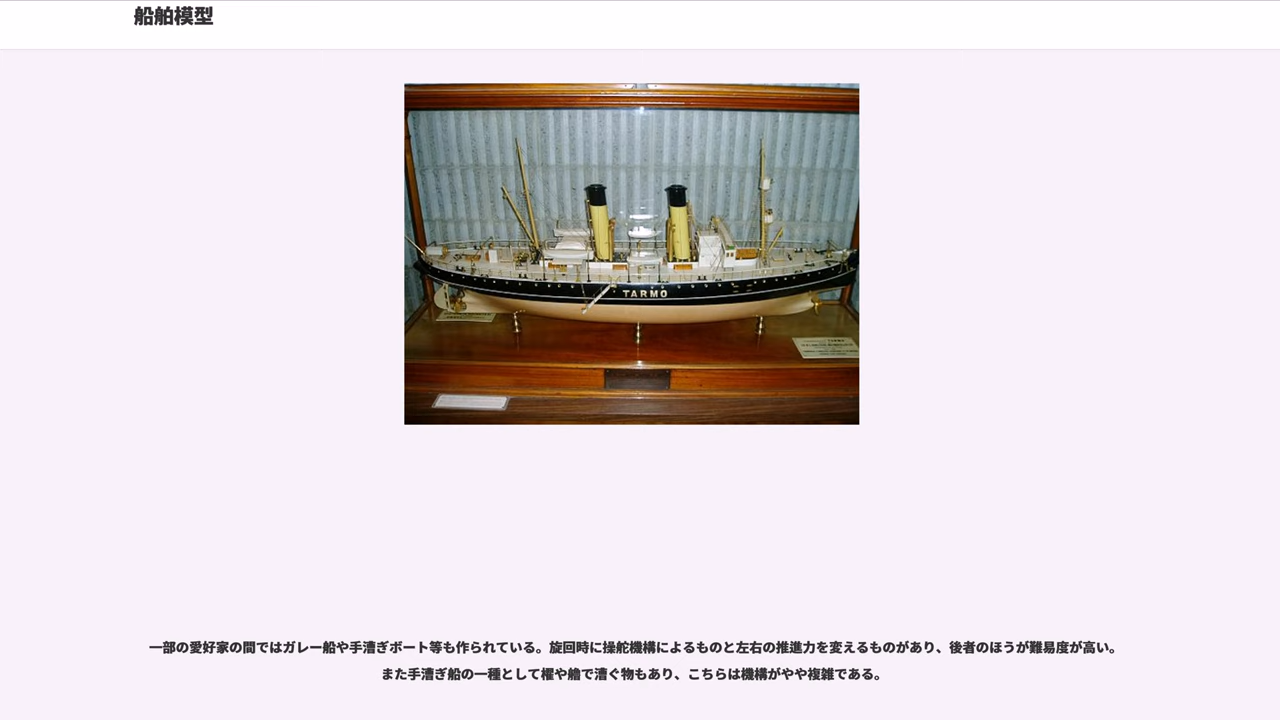 船舶模型
TARMO
一部の愛好家の間ではガレー船や手漕ぎボート等も作られている。旋回時に操舵機構によるものと左右の推進力を変えるものがあり、後者のほうが難易度が高い。
また手漕ぎ船の一種として櫂や艪で漕ぐ物もあり、こちらは機構がやや複雑である。